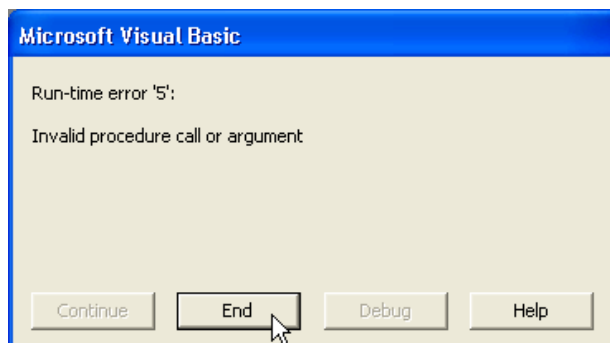 Microsoft Visual Basic
Run-time error '5':
Invalid procedure call or argument
Continue End Debug Help